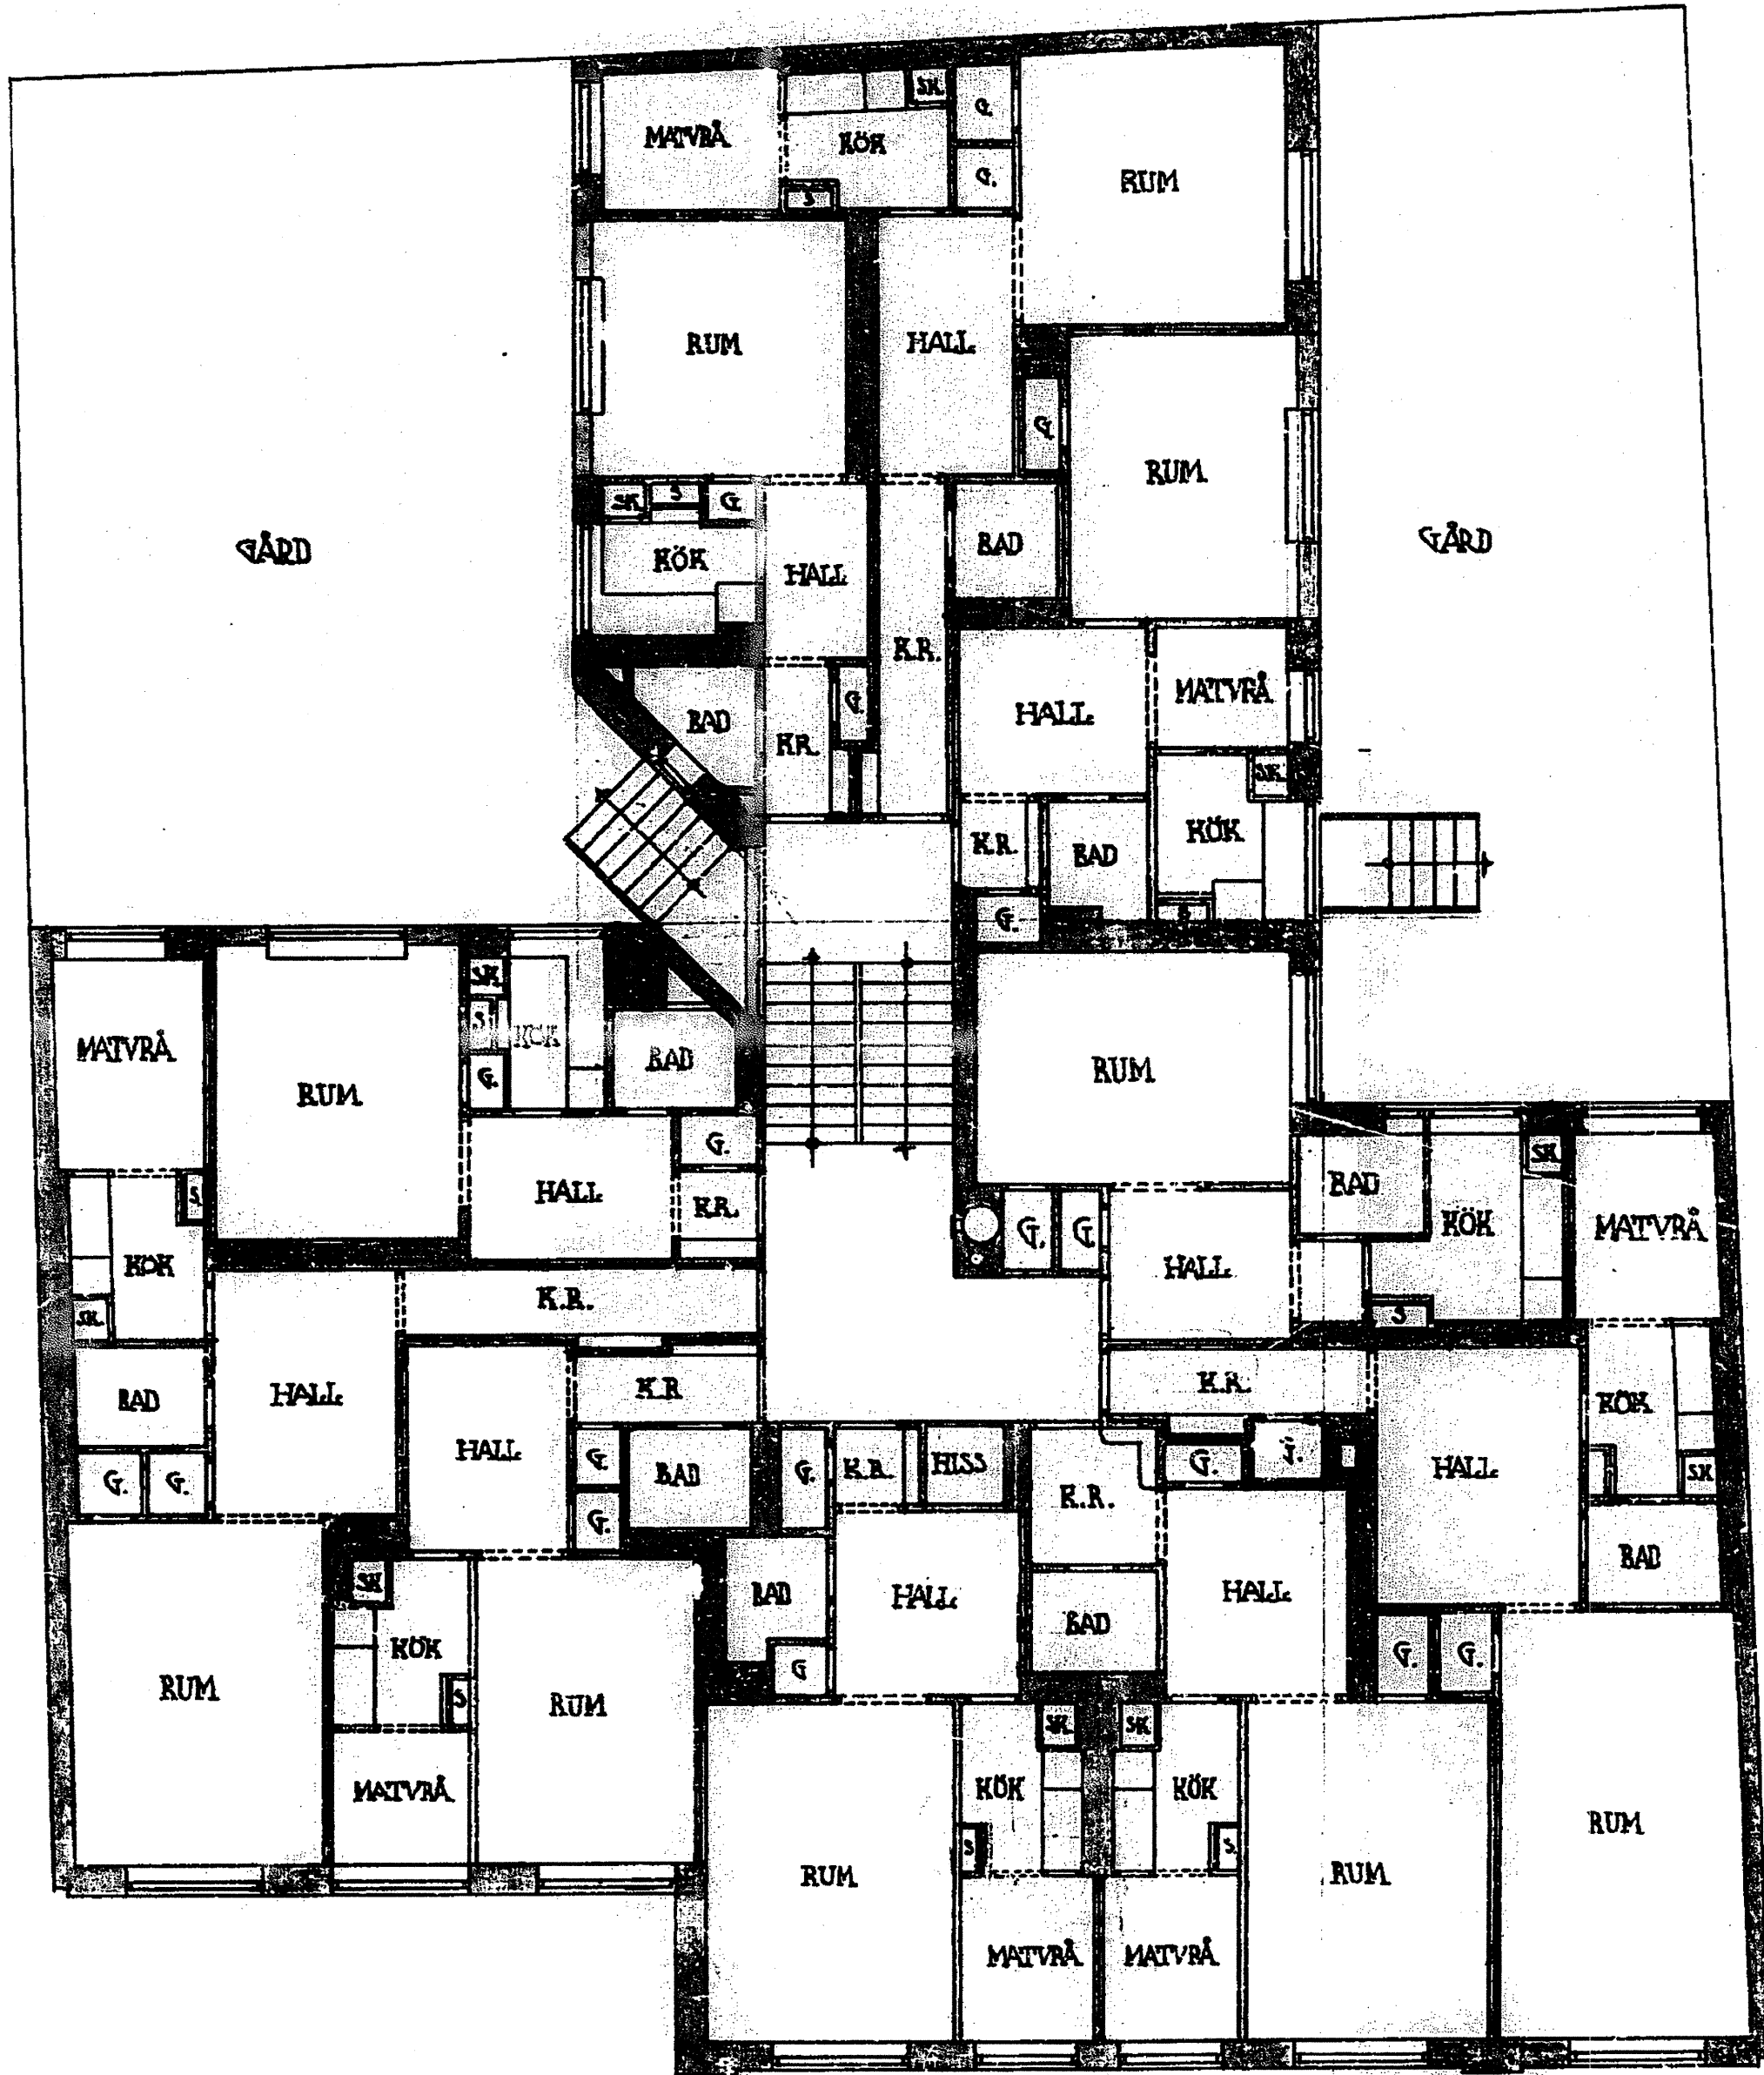 SK.
G.
MATVRÅ
KÖK
G.
RUM
S
RUM
HALL
G.
RUM
SK.
S
G.
GÅRD
KÖK
HALL
BAD
GÅRD
K.R.
BAD
K.R.
G.
HALL
MATVRÅ
SK.
K.R.
BAD
KÖK
G.
S
SK.
MATVRÅ
S
KÖK
BAD
RUM
G.
RUM
G.
HALL
K.R.
S.
KÖK
SK.
BAD
SK.
MATVRÅ
KÖK
G.
G.
HALL
S
K.R.
HALL
K.R.
K.R.
BAD
HALL
KÖK
HALL
G.
BAD
G.
K.R.
HISS
G.
HALL
SK.
G.
G.
G.
K.R.
BAD
SK.
KÖK
S
BAD
HALL
BAD
HALL
G
G.
G.
RUM
RUM
MATVRÅ
SK.
SK.
KÖK
KÖK
S
S.
RUM
RUM
RUM
MATVRÅ
MATVRÅ